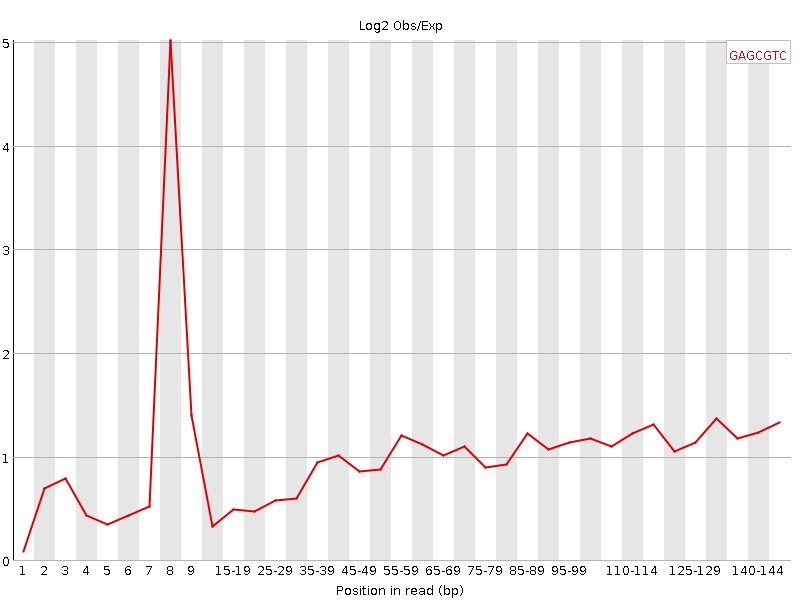 Log2 Obs/Exp
GAGCGTC
5
4
3
2
1
0
1 2 3 4 5 6 7 8 9 15-19 25-29 35-39 45-49 55-59 65-69 75-79 85-89 95-99 110-114 125-129 140-144
Position in read (bp)